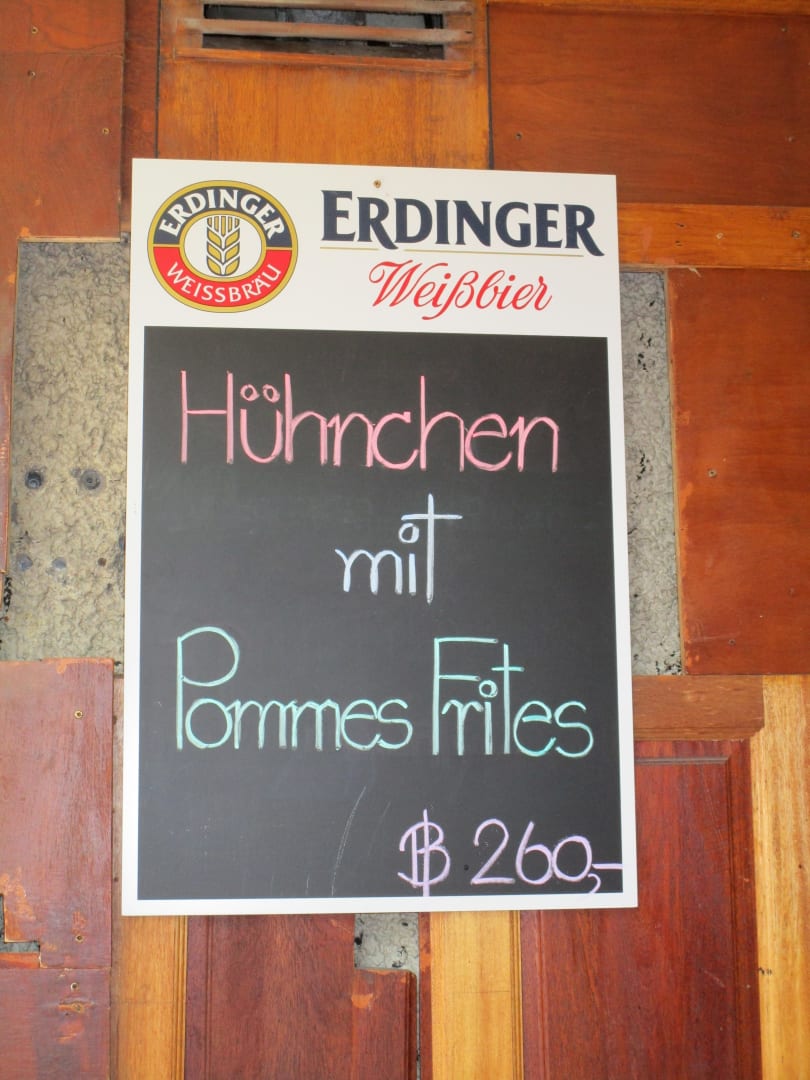 ERDINGER
WEISSBRÄU
ERDINGER
Weißbier
Hühnchen
mit
Pommes Frites
฿ 260,-